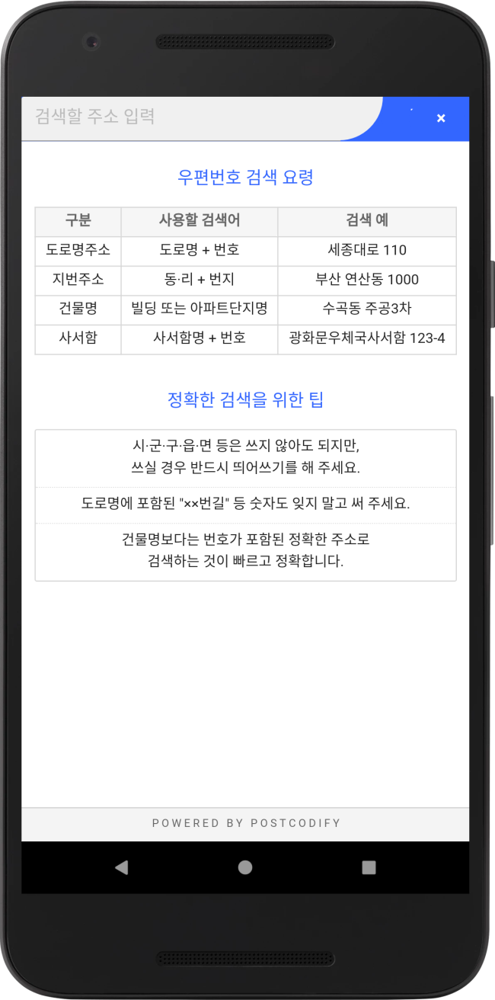 검색할 주소 입력
×
우편번호 검색 요령
구분 사용할 검색어 검색 예
도로명주소 도로명 + 번호 세종대로 110
지번주소 동·리 + 번지 부산 연산동 1000
건물명 빌딩 또는 아파트단지명 수곡동 주공3차
사서함 사서함명 + 번호 광화문우체국사서함 123-4
정확한 검색을 위한 팁
시·군·구·읍·면 등은 쓰지 않아도 되지만,
쓰실 경우 반드시 띄어쓰기를 해 주세요.
도로명에 포함된 "××번길" 등 숫자도 잊지 말고 써 주세요.
건물명보다는 번호가 포함된 정확한 주소로
검색하는 것이 빠르고 정확합니다.
POWERED BY POSTCODIFY